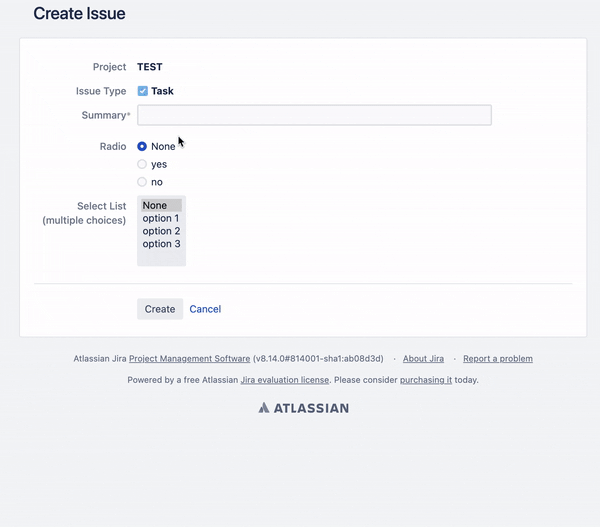 Create Issue
Project TEST
Issue Type Task
Summary*
Radio None
yes
no
Select List
(multiple choices)
None
option 1
option 2
option 3
Create Cancel
Atlassian Jira Project Management Software (v8.14.0#814001-sha1:ab08d3d) · About Jira · Report a problem
Powered by a free Atlassian Jira evaluation license. Please consider purchasing it today.
ATLASSIAN